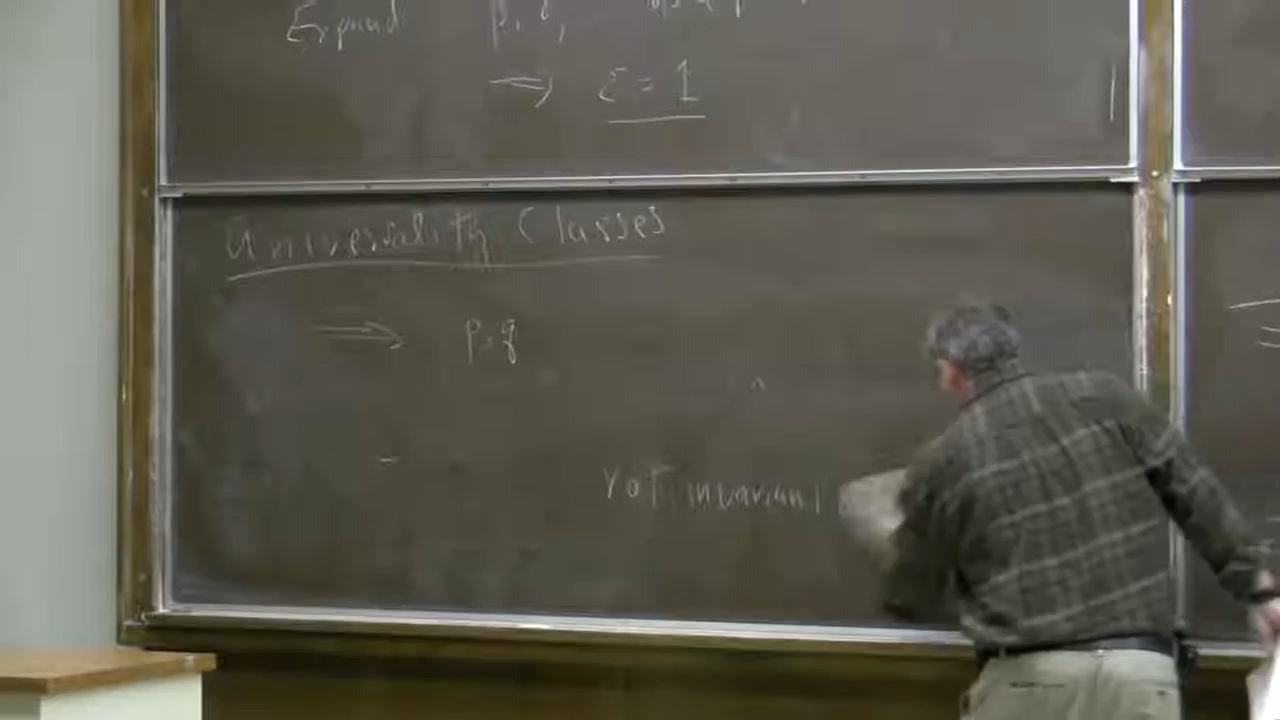 Expand
⇒ ε = 1
Universality Classes
⇒ p, q
rot invariant